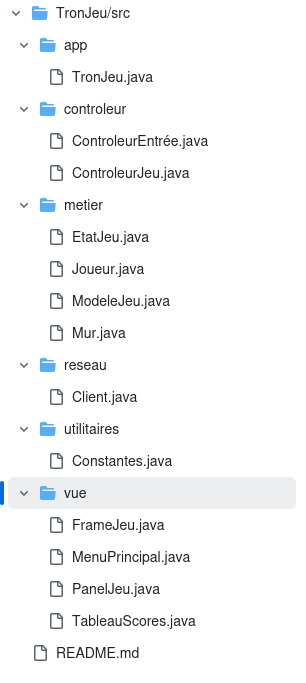 TronJeu/src
app
TronJeu.java
controleur
ControleurEntrée.java
ControleurJeu.java
metier
EtatJeu.java
Joueur.java
ModeleJeu.java
Mur.java
reseau
Client.java
utilitaires
Constantes.java
vue
FrameJeu.java
MenuPrincipal.java
PanelJeu.java
TableauScores.java
README.md